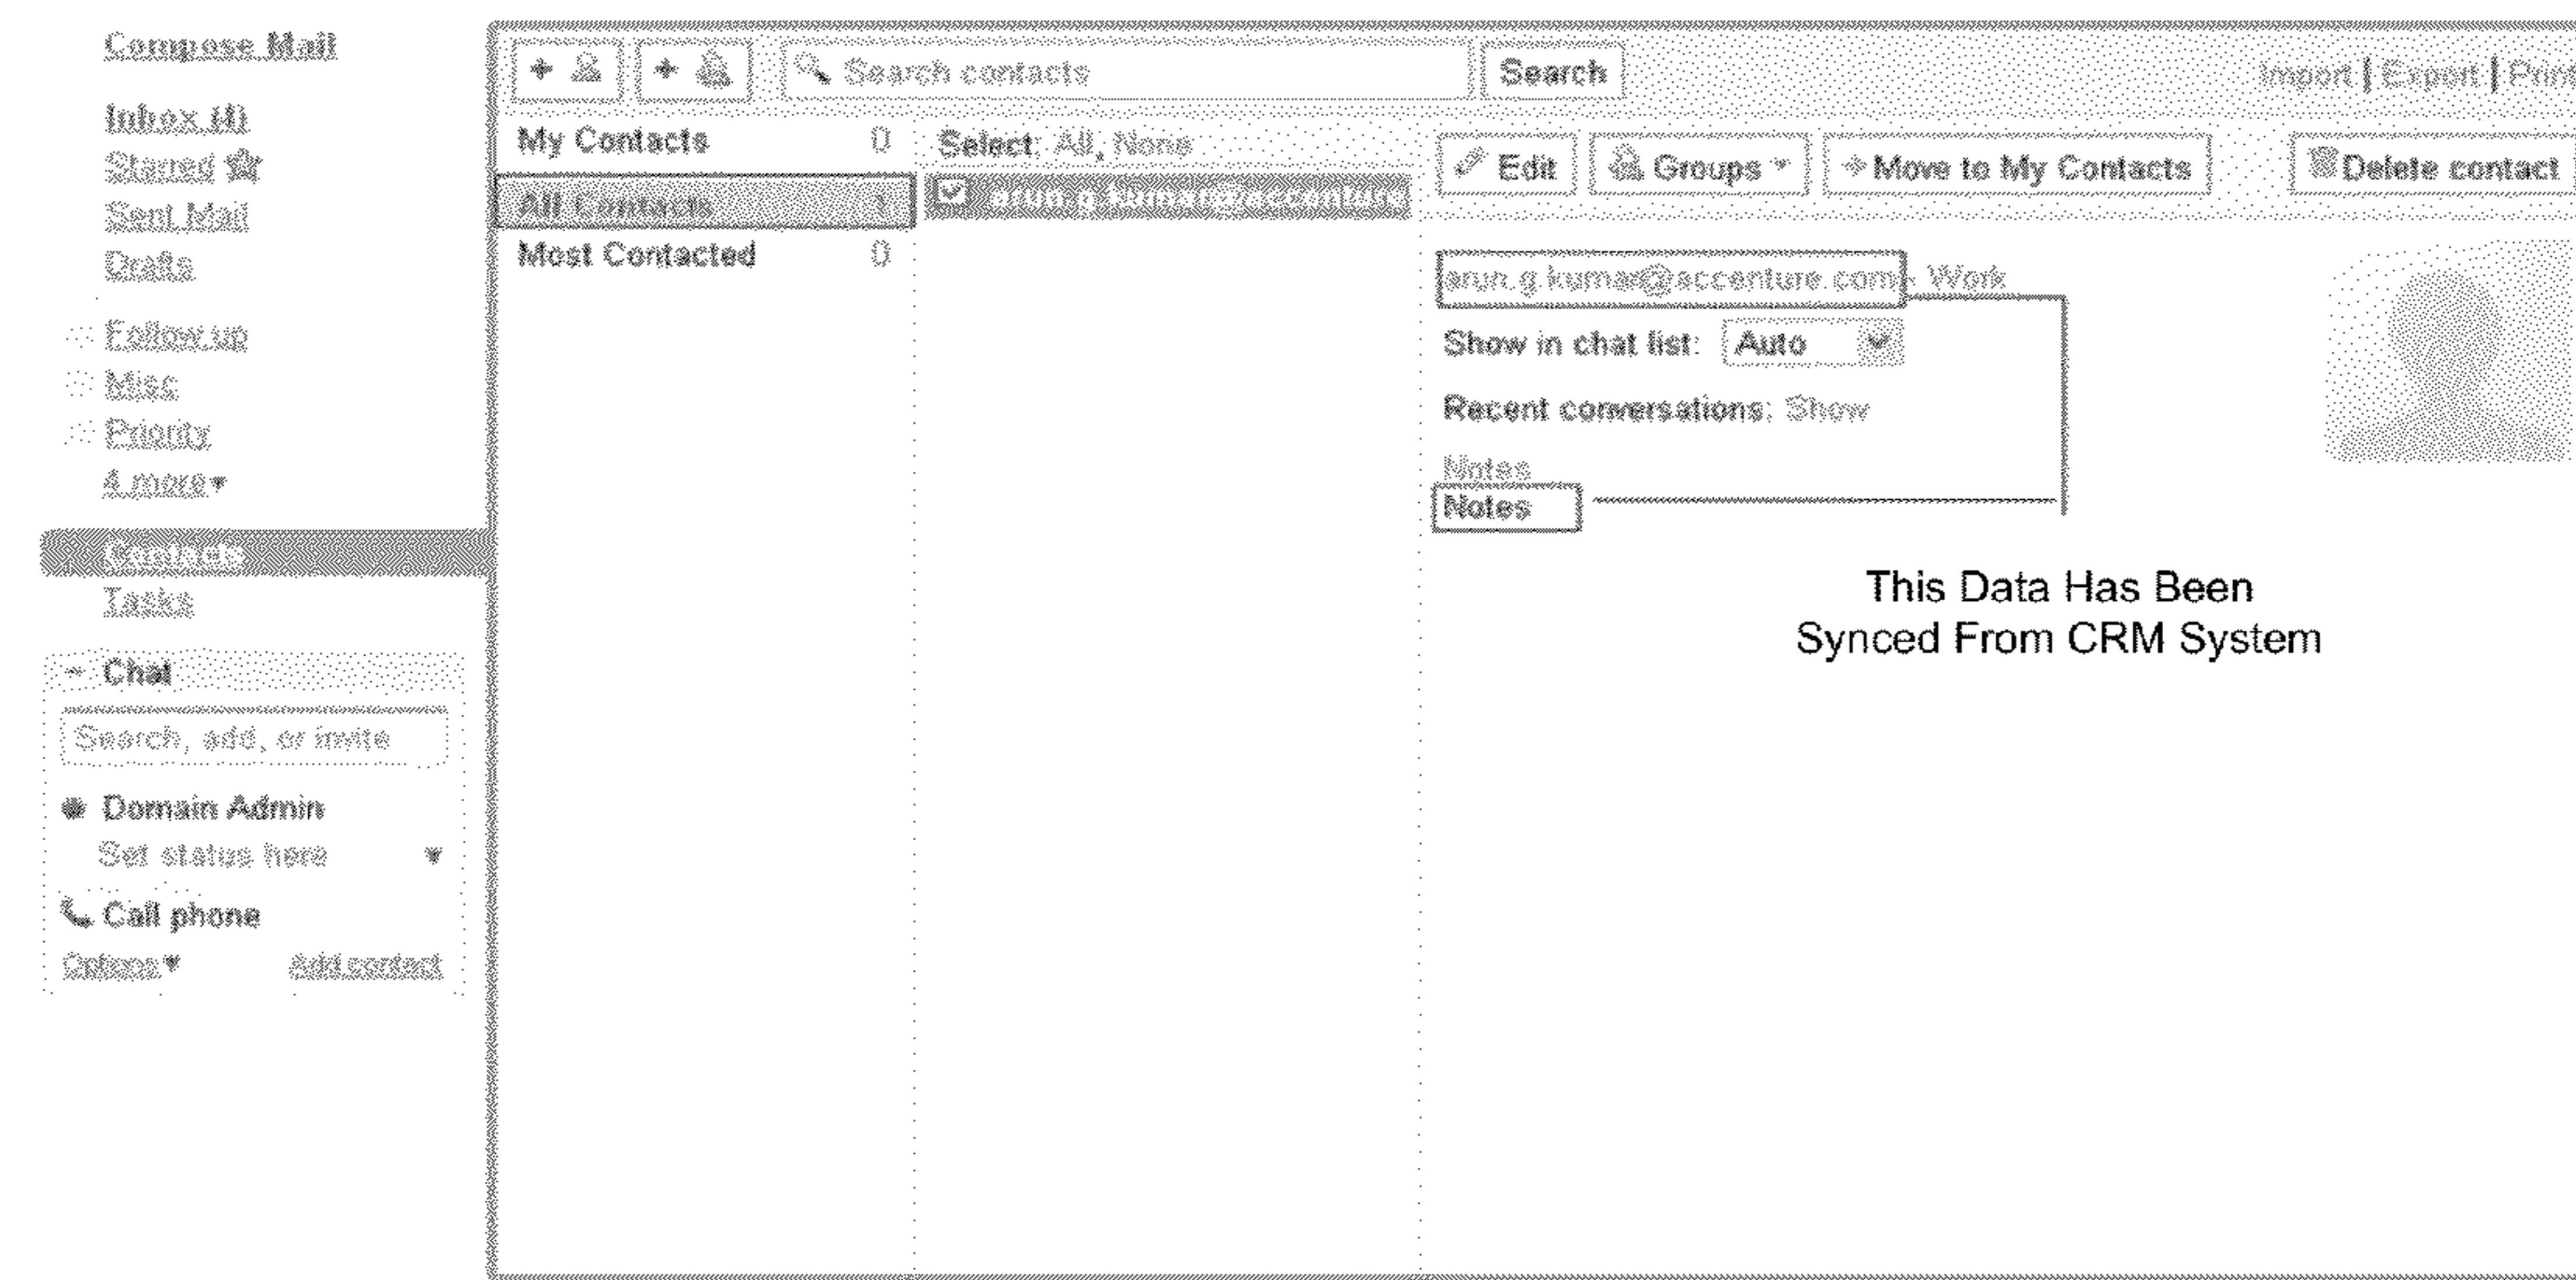 Compose Mail
Inbox (4)
Starred
Sent Mail
Drafts
Follow up
Misc
Priority
4 more
Contacts
Tasks
- Chat
Search, add, or invite
Domain Admin
Set status here
Call phone
Options Add contact
+ + Search contacts Search Import | Export | Print
My Contacts 0
All Contacts 1
Most Contacted 0
Select: All, None
arun.g.kumar@accenture
Edit Groups Move to My Contacts Delete contact
arun.g.kumar@accenture.com - Work
Show in chat list: Auto
Recent conversations: Show
Notes
Notes
This Data Has Been
Synced From CRM System